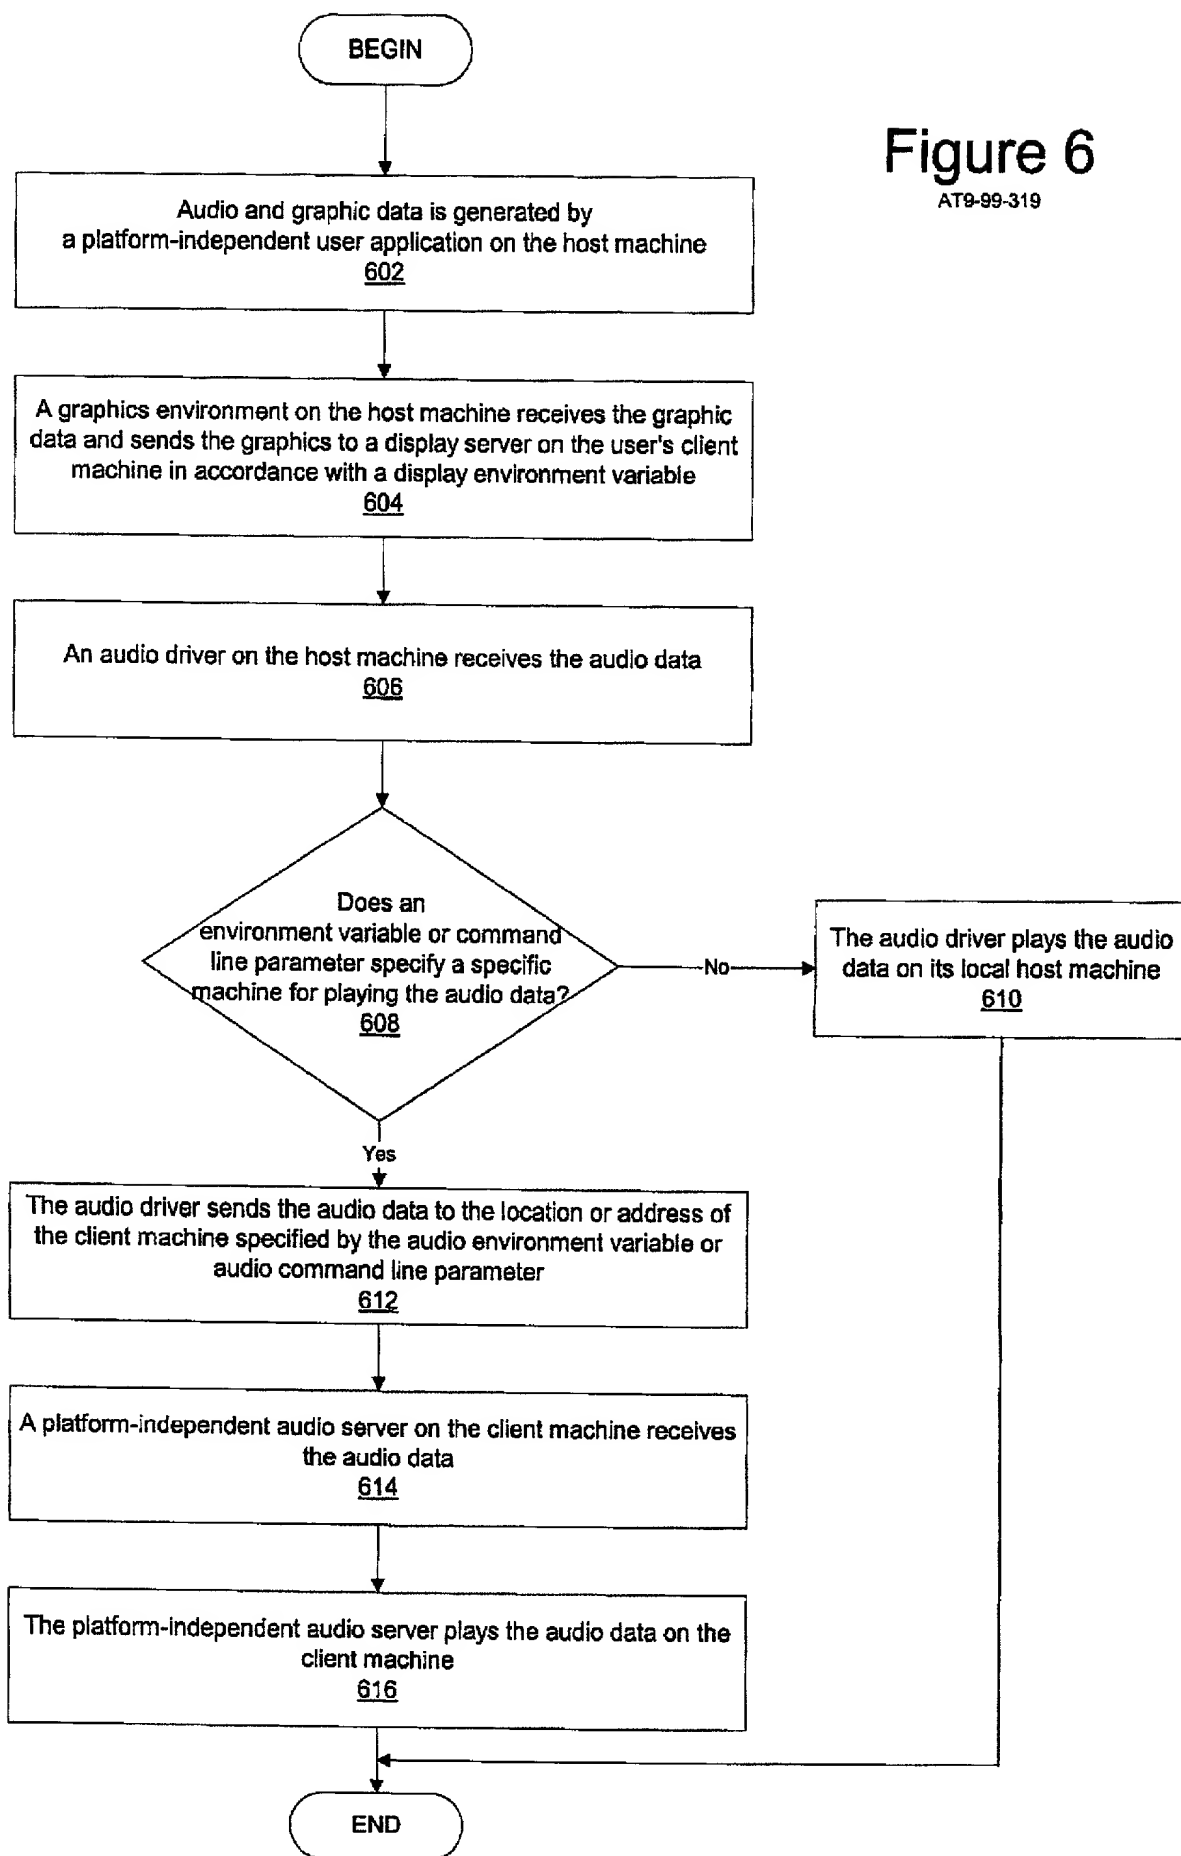 BEGIN
Figure 6
AT9-99-319
Audio and graphic data is generated by
a platform-independent user application on the host machine
602
A graphics environment on the host machine receives the graphic
data and sends the graphics to a display server on the user's client
machine in accordance with a display environment variable
604
An audio driver on the host machine receives the audio data
606
Does an
environment variable or command
line parameter specify a specific
machine for playing the audio data?
608
No
The audio driver plays the audio
data on its local host machine
610
Yes
The audio driver sends the audio data to the location or address of
the client machine specified by the audio environment variable or
audio command line parameter
612
A platform-independent audio server on the client machine receives
the audio data
614
The platform-independent audio server plays the audio data on the
client machine
616
END